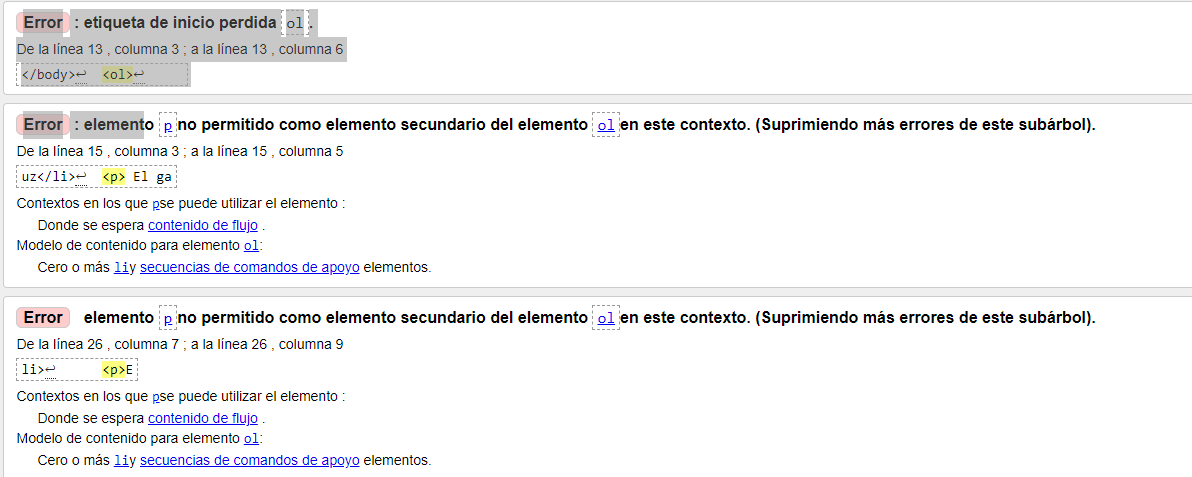 Error : etiqueta de inicio perdida ol.
De la línea 13 , columna 3 ; a la línea 13 , columna 6
</body>↩  <ol>↩
Error : elemento p no permitido como elemento secundario del elemento ol en este contexto. (Suprimiendo más errores de este subárbol).
De la línea 15 , columna 3 ; a la línea 15 , columna 5
uz</li>↩  <p> El ga
Contextos en los que pse puede utilizar el elemento :
Donde se espera contenido de flujo .
Modelo de contenido para elemento ol:
Cero o más liy secuencias de comandos de apoyo elementos.
Error elemento p no permitido como elemento secundario del elemento ol en este contexto. (Suprimiendo más errores de este subárbol).
De la línea 26 , columna 7 ; a la línea 26 , columna 9
li>↩      <p>E
Contextos en los que pse puede utilizar el elemento :
Donde se espera contenido de flujo .
Modelo de contenido para elemento ol:
Cero o más liy secuencias de comandos de apoyo elementos.